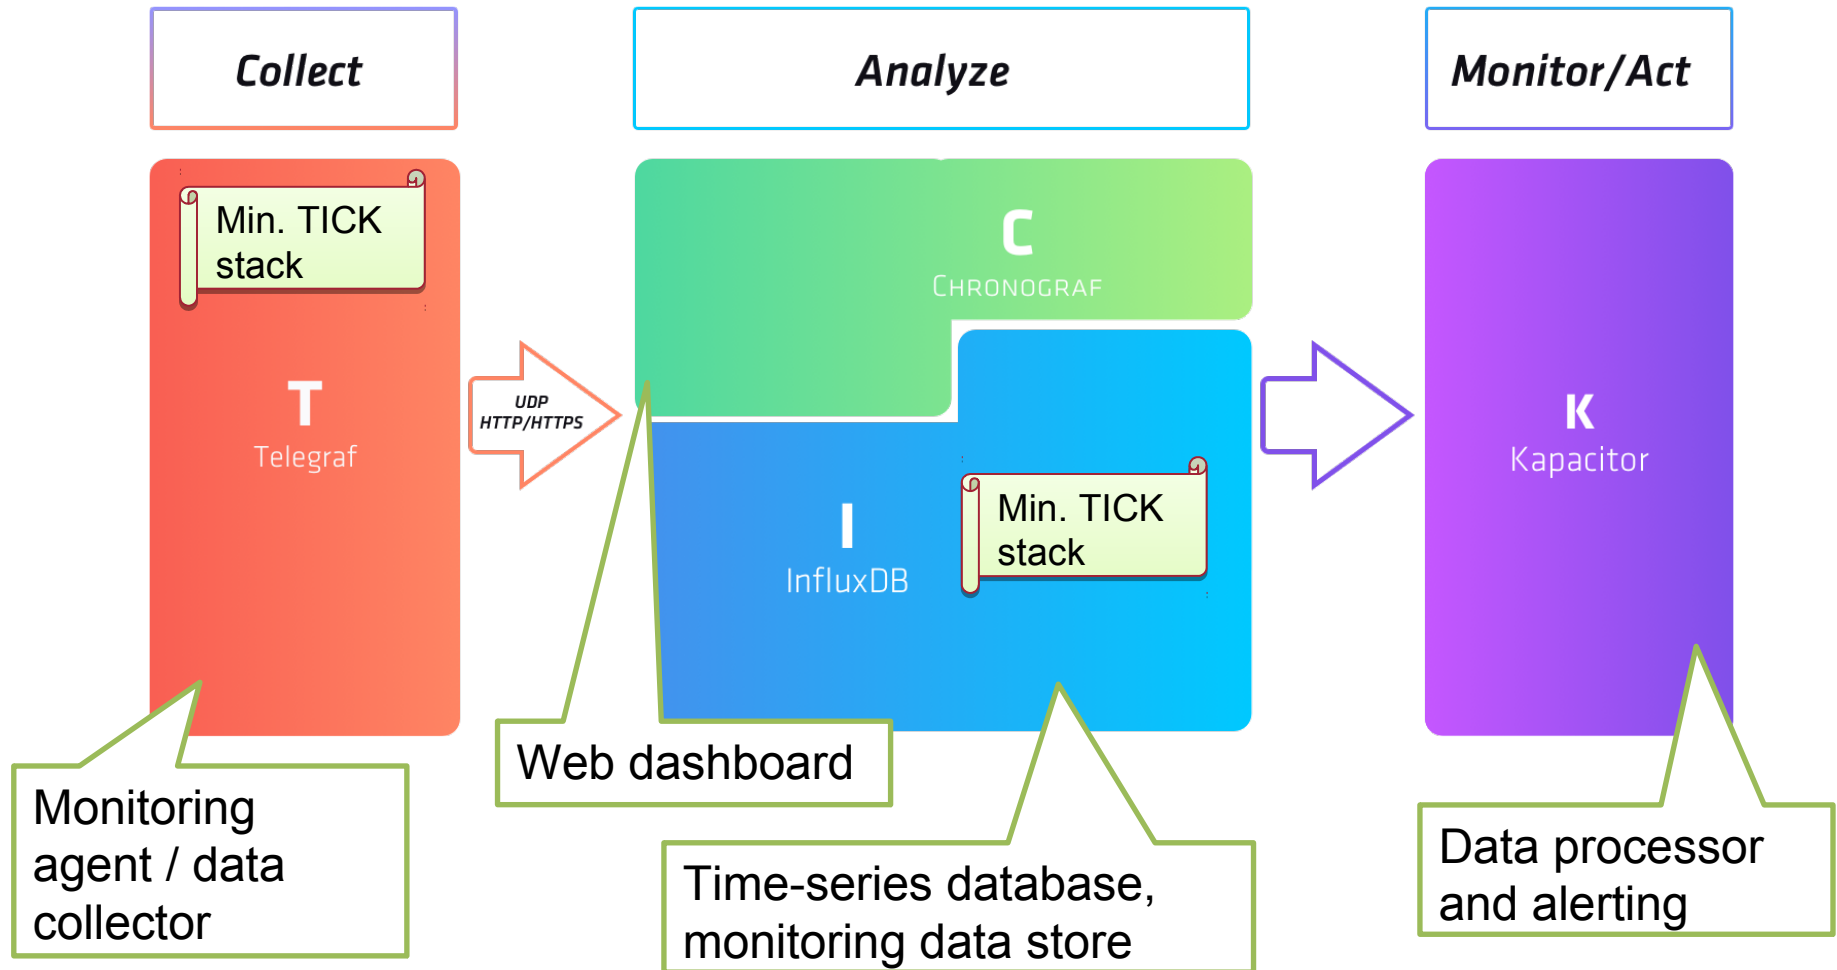 Collect
Analyze
Monitor/Act
Min. TICK
stack
T
Telegraf
UDP
HTTP/HTTPS
C
CHRONOGRAF
I
InfluxDB
Min. TICK
stack
K
Kapacitor
Monitoring
agent / data
collector
Web dashboard
Time-series database,
monitoring data store
Data processor
and alerting